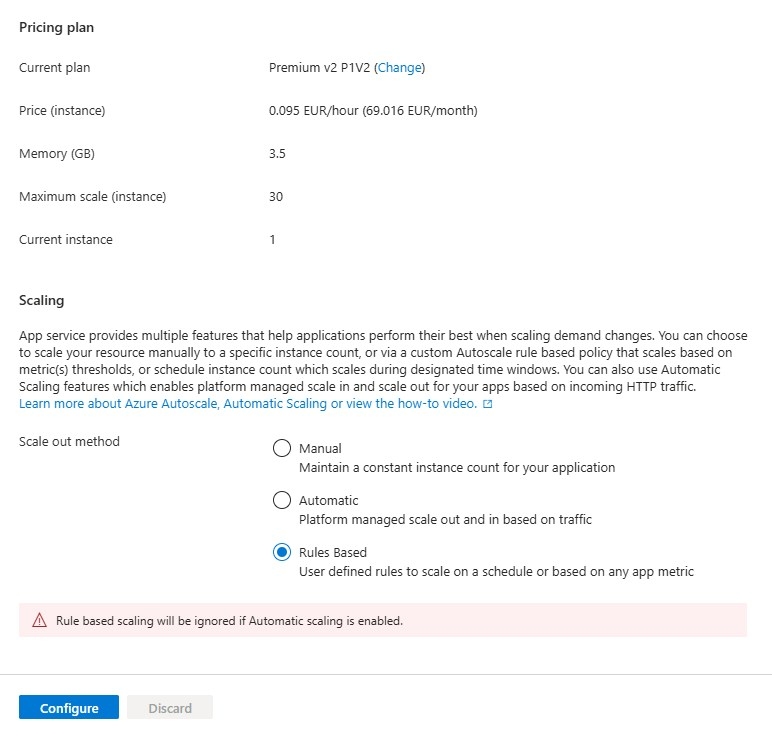 Pricing plan
Current plan Premium v2 P1V2 (Change)
Price (instance) 0.095 EUR/hour (69.016 EUR/month)
Memory (GB) 3.5
Maximum scale (instance) 30
Current instance 1
Scaling
App service provides multiple features that help applications perform their best when scaling demand changes. You can choose
to scale your resource manually to a specific instance count, or via a custom Autoscale rule based policy that scales based on
metric(s) thresholds, or schedule instance count which scales during designated time windows. You can also use Automatic
Scaling features which enables platform managed scale in and scale out for your apps based on incoming HTTP traffic.
Learn more about Azure Autoscale, Automatic Scaling or view the how-to video.
Scale out method
Manual
Maintain a constant instance count for your application
Automatic
Platform managed scale out and in based on traffic
Rules Based
User defined rules to scale on a schedule or based on any app metric
Rule based scaling will be ignored if Automatic scaling is enabled.
Configure Discard